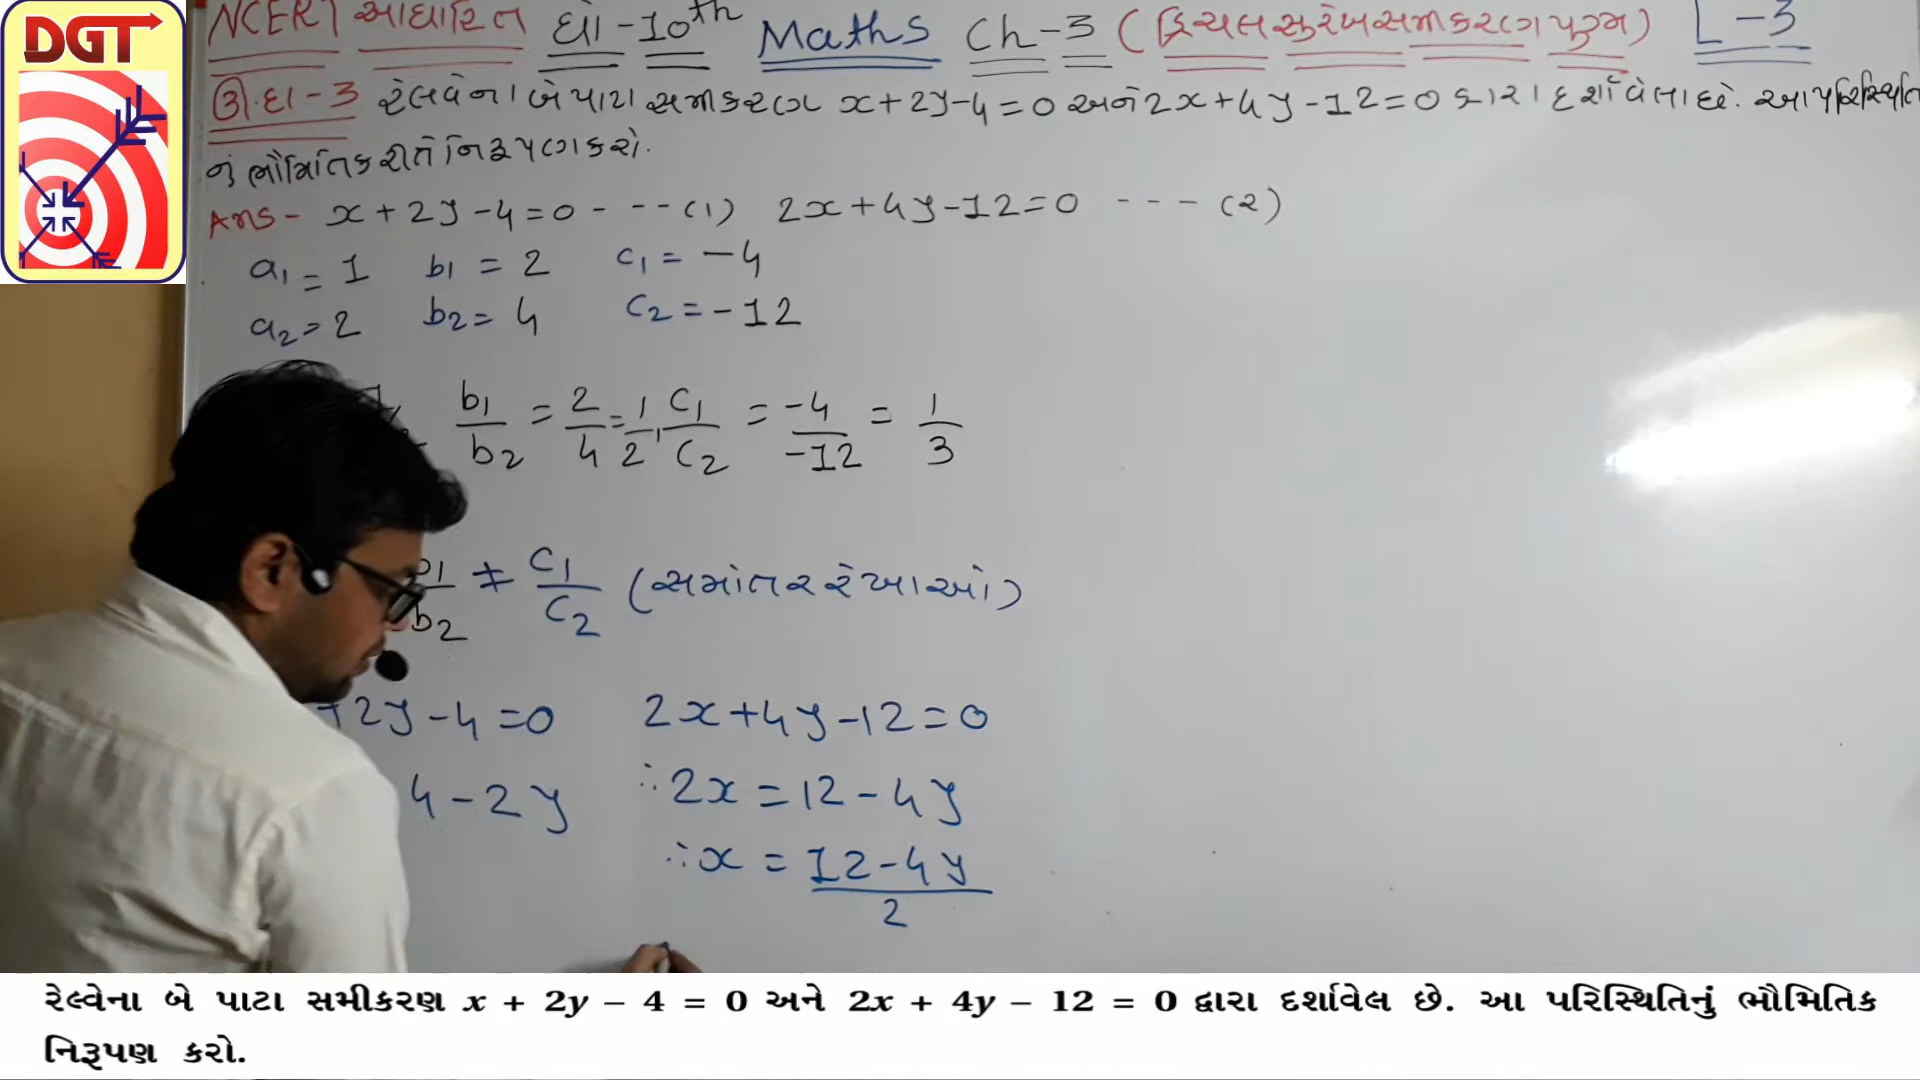 DGT
NCERT આધારિત ધો-10th Maths Ch-3 (દ્વિચલ સુરેખ સમીકરણ યુગ્મ) L-3
ઉ.દા-3 રેલવેના બે પાટા સમીકરણ x+2y-4=0 અને 2x+4y-12=0 દ્વારા દર્શાવેલા છે. આ પરિસ્થિતિ
નું ભૌમિતિક રીતે નિરૂપણ કરો.
Ans- x+2y-4=0 - - - -(1) 2x+4y-12=0 - - - - (2)
a1=1 b1=2 c1=-4
a2=2 b2=4 c2=-12
b1/b2 = 2/4 = 1/2, c1/c2 = -4/-12 = 1/3
b1/b2 ≠ c1/c2 (સમાંતર રેખાઓ)
+2y-4=0 2x+4y-12=0
4-2y ∴2x=12-4y
∴x = 12-4y/2
રેલ્વેના બે પાટા સમીકરણ x + 2y − 4 = 0 અને 2x + 4y − 12 = 0 દ્વારા દર્શાવેલ છે. આ પરિસ્થિતિનું ભૌમિતિક
નિરૂપણ કરો.